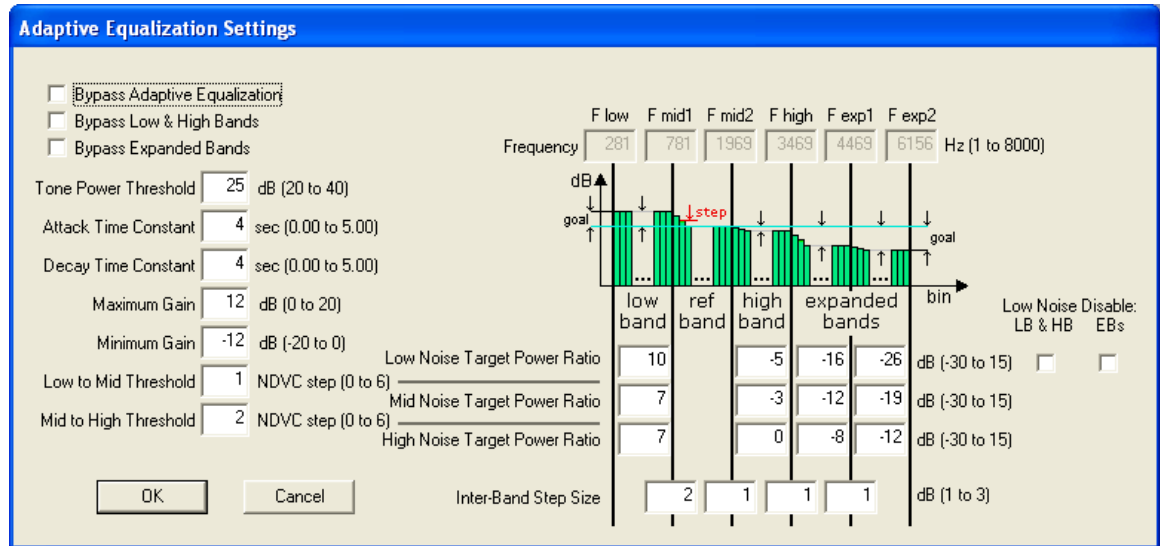 Adaptive Equalization Settings
Bypass Adaptive Equalization
Bypass Low & High Bands
Bypass Expanded Bands
F low F mid1 F mid2 F high F exp1 F exp2
Frequency 281 781 1969 3469 4469 6156 Hz (1 to 8000)
Tone Power Threshold 25 dB (20 to 40)
Attack Time Constant 4 sec (0.00 to 5.00)
Decay Time Constant 4 sec (0.00 to 5.00)
Maximum Gain 12 dB (0 to 20)
Minimum Gain -12 dB (-20 to 0)
Low to Mid Threshold 1 NDVC step (0 to 6)
Mid to High Threshold 2 NDVC step (0 to 6)
dB
goal
step
goal
... ... ... ... ...
bin
low band
ref band
high band
expanded bands
Low Noise Disable:
LB & HB EBs
Low Noise Target Power Ratio 10 -5 -16 -26 dB (-30 to 15)
Mid Noise Target Power Ratio 7 -3 -12 -19 dB (-30 to 15)
High Noise Target Power Ratio 7 0 -8 -12 dB (-30 to 15)
Inter-Band Step Size 2 1 1 1 dB (1 to 3)
OK Cancel